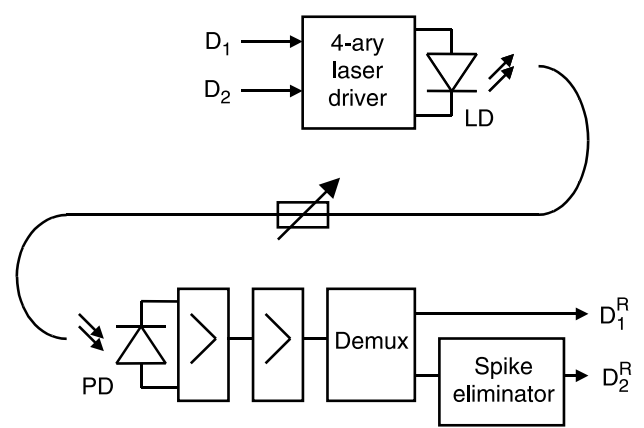 D1
D2
4-ary
laser
driver
LD
PD
Demux
D1R
Spike
eliminator
D2R